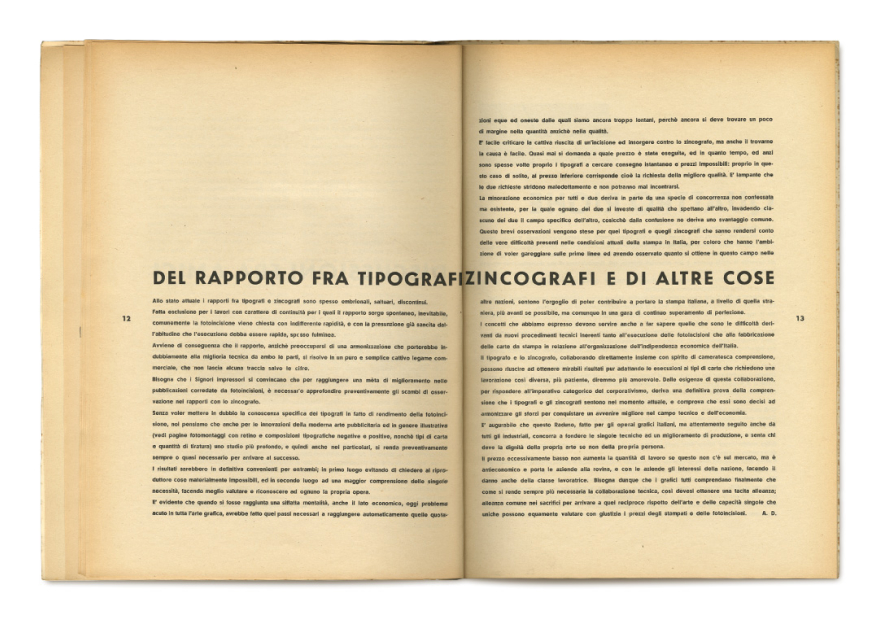 DEL RAPPORTO FRA TIPOGRAFI ZINCOGRAFI E DI ALTRE COSE
12
Allo stato attuale i rapporti fra tipografi e zincografi sono spesso embrionali, saltuari, discontinui.
Fatta esclusione per i lavori con carattere di continuità per i quali il rapporto sorge spontaneo, inevitabile,
comunemente la fotoincisione viene chiesta con indifferente rapidità, e con la presunzione già nascita dal-
l'abitudine che l'esecuzione debba essere rapida, spesso fulminea.
Avviene di conseguenza che il rapporto, anzichè preoccuparsi di una armonizzazione che porterebbe in-
dubbiamente alla miglioria tecnica da ambo le parti, si risolve in un puro e semplice cattivo legame com-
merciale, che non lascia alcuna traccia salvo le cifre.
Bisogna che i Signori impressori si convincano che per raggiungere una mèta di miglioramento nelle
pubblicazioni corredate da fotoincisioni, è necessario approfondire preventivamente gli scambi di osser-
vazione nei rapporti con lo zincografo.
Senza voler mettere in dubbio la conoscenza specifica dei tipografi in fatto di rendimento delle fotoinci-
sioni, noi pensiamo che anche per le innovazioni della moderna arte pubblicitaria ed in genere illustrativa
(vedi pagine fotomontaggi con retino e composizioni tipografiche negative e positive, nonchè tipi di carta
e quantità di tiratura) uno studio più profondo, e quindi anche nei particolari, si renda preventivamente
sempre o quasi necessario per arrivare al successo.
I risultati sarebbero in definitiva convenienti per entrambi; in primo luogo evitando di chiedere al ripro-
duttore cose materialmente impossibili, ed in secondo luogo ad una maggior comprensione delle singole
necessità, facendo meglio valutare e riconoscere ad ognuno la propria opera.
E' evidente che quando si fosse raggiunta una siffatta mentalità, anche il lato economico, oggi problema
acuto in tutta l'arte grafica, avrebbe fatto quei passi necessari a raggiungere automaticamente quelle quota-
zioni eque ed oneste dalle quali siamo ancora troppo lontani, perchè ancora si deve trovare un poco
di margine nella quantità anzichè nella qualità.
E' facile criticare la cattiva riuscita di un'incisione ed insorgere contro lo zincografo, ma anche il trovarne
la causa è facile. Quasi mai si domanda a quale prezzo è stata eseguita, ed in quanto tempo, ed anzi
sono spesse volte proprio i tipografi a cercare consegne istantanee e prezzi impossibili: proprio in que-
sto caso di solito, al prezzo inferiore corrisponde cioè la richiesta della migliore qualità. E' lampante che
le due richieste stridono maledettamente e non potranno mai incontrarsi.
La minorazione economica per tutti e due deriva in parte da una specie di concorrenza non confessata
ma esistente, per la quale ognuno dei due si investe di qualità che spettano all'altro, invadendo cia-
scuno dei due il campo specifico dell'altro, cosicchè dalla confusione ne deriva uno svantaggio comune.
Queste brevi osservazioni vengono stese per quei tipografi e quegli zincografi che sanno rendersi conto
delle vere difficoltà presenti nelle condizioni attuali della stampa in Italia, per coloro che hanno l'ambi-
zione di voler gareggiare sulle prime linee ed avendo osservato quanto si ottiene in questo campo nelle
altre nazioni, sentono l'orgoglio di poter contribuire a portare la stampa italiana, a livello di quella stra-
niera, più avanti se possibile, ma comunque in una gara di continuo superamento di perfezione.
I concetti che abbiamo espresso devono servire anche a far sapere quelle che sono le difficoltà deri-
vanti da nuovi procedimenti tecnici inerenti tanto all'esecuzione delle fotoincisioni che alla fabbricazione
delle carte da stampa in relazione all'organizzazione dell'indipendenza economica dell'Italia.
Il tipografo e lo zincografo, collaborando direttamente insieme con spirito di cameratesca comprensione,
possono riuscire ad ottenere mirabili risultati per adattando le esecuzioni ai tipi di carta che richiedono una
lavorazione così diversa, più paziente, diremmo più amorevole. Dalle esigenze di questa collaborazione,
per rispondere all'imperativo categorico del corporativismo, deriva una definitiva prova della compren-
sione che i tipografi e gli zincografi sentono nel momento attuale, e comprova che essi sono decisi ad
armonizzare gli sforzi per conquistare un avvenire migliore nel campo tecnico e dell'economia.
E' augurabile che questo lodevole, fatto per gli operai grafici italiani, ma attentamente seguito anche da
tutti gli industriali, concorra a fondere le singole tecniche ad un miglioramento di produzione, e senta chi
deve la dignità della propria arte se non della propria persona.
Il prezzo eccessivamente basso non aumenta la quantità di lavoro se questo non c'è sul mercato, ma è
antieconomico e porta le aziende alla rovina, e con le aziende gli interessi della nazione, facendo il
danno anche della classe lavoratrice. Bisogna dunque che i grafici tutti comprendano finalmente che
come si rende sempre più necessaria la collaborazione tecnica, così devesi ottenere una tacita alleanza;
alleanza comune nei sacrifici per arrivare a quel reciproco rispetto dell'arte e delle capacità singole che
uniche possono equamente valutare con giustizia i prezzi degli stampati e delle fotoincisioni. A. D.
13